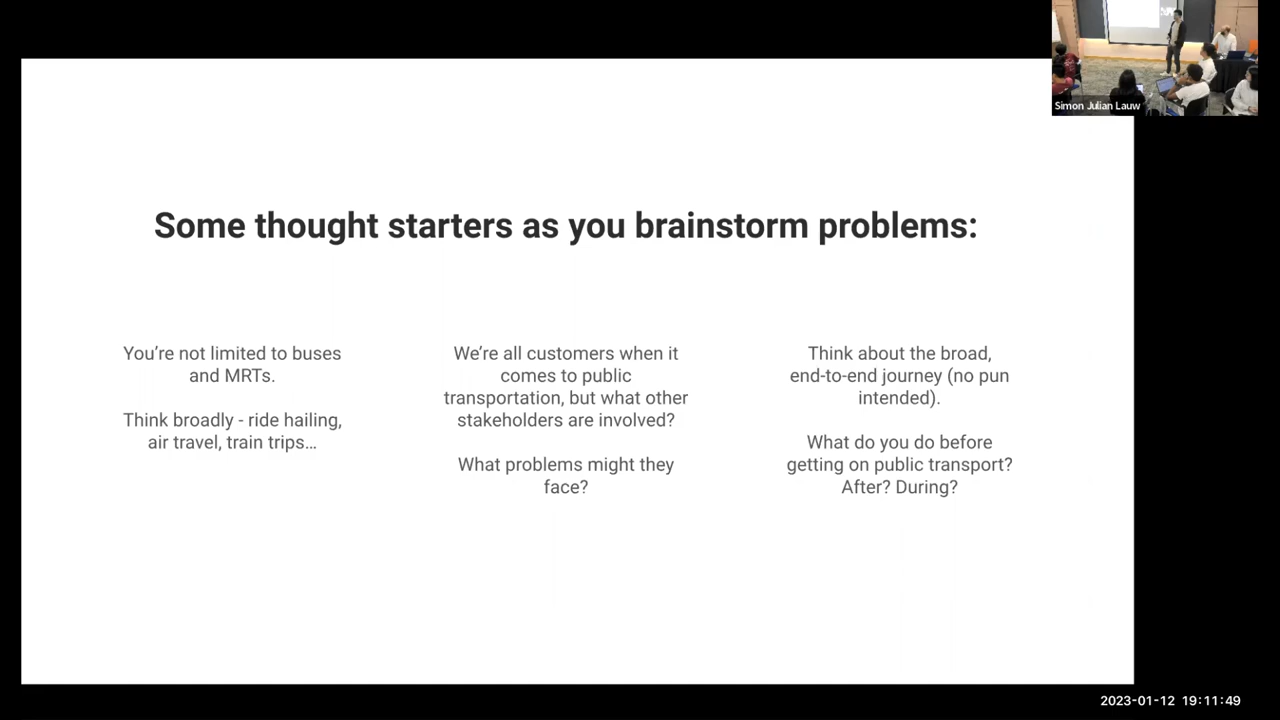 Simon Julian Lauw
Some thought starters as you brainstorm problems:
You’re not limited to buses
and MRTs.
Think broadly - ride hailing,
air travel, train trips…
We’re all customers when it
comes to public
transportation, but what other
stakeholders are involved?
What problems might they
face?
Think about the broad,
end-to-end journey (no pun
intended).
What do you do before
getting on public transport?
After? During?
2023-01-12 19:11:49